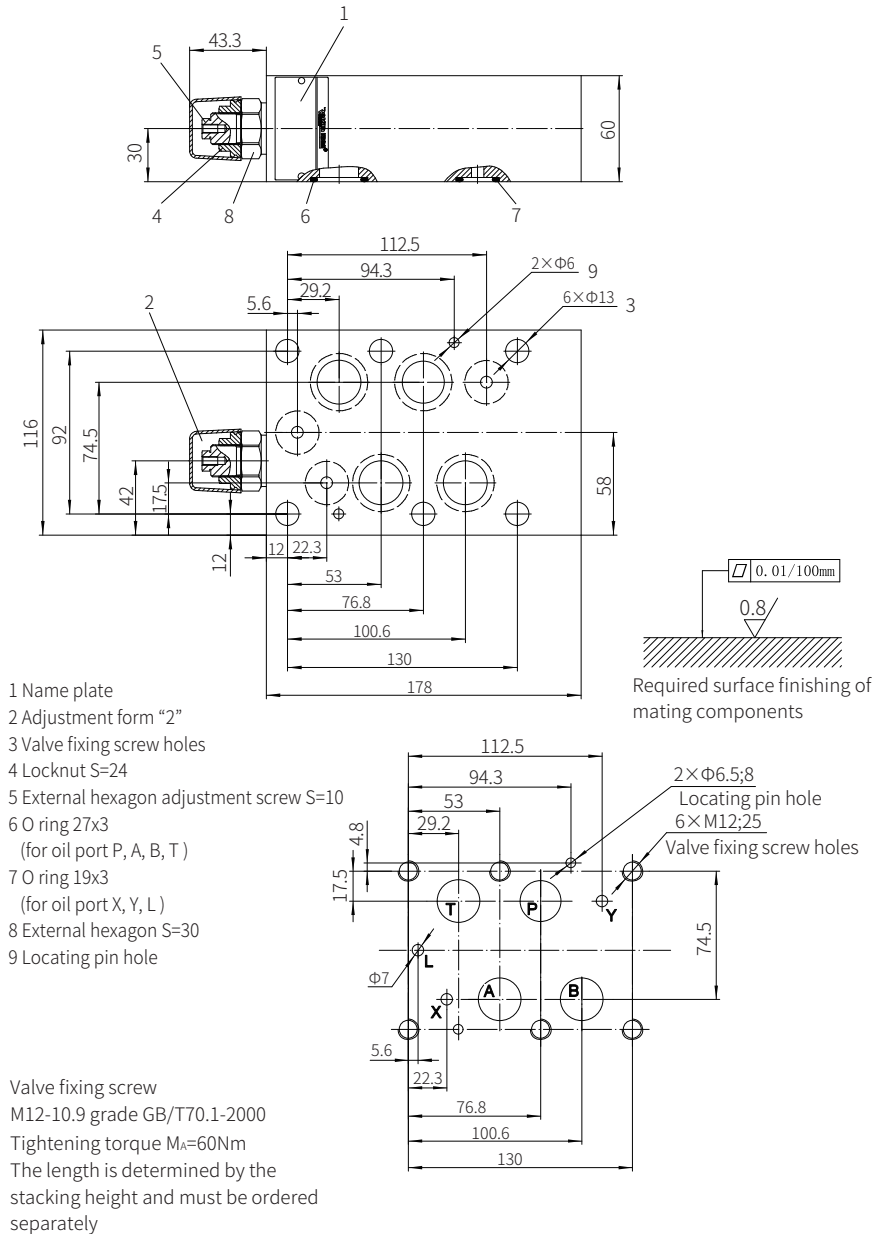 1
43.3
5
60
30
4
8
6
7
112.5
94.3
2×Φ6
9
29.2
6×Φ13
3
5.6
2
116
92
74.5
42
17.5
12
58
12
22.3
53
76.8
100.6
130
178
0.01/100mm
0.8
Required surface finishing of
mating components
1 Name plate
2 Adjustment form “2”
3 Valve fixing screw holes
4 Locknut S=24
5 External hexagon adjustment screw S=10
6 O ring 27x3
(for oil port P, A, B, T )
7 O ring 19x3
(for oil port X, Y, L )
8 External hexagon S=30
9 Locating pin hole
112.5
94.3
53
29.2
2×Φ6.5;8
Locating pin hole
6×M12;25
Valve fixing screw holes
4.8
17.5
74.5
T
P
Y
L
Φ7
A
B
X
5.6
22.3
76.8
100.6
130
Valve fixing screw
M12-10.9 grade GB/T70.1-2000
Tightening torque MA=60Nm
The length is determined by the
stacking height and must be ordered
separately